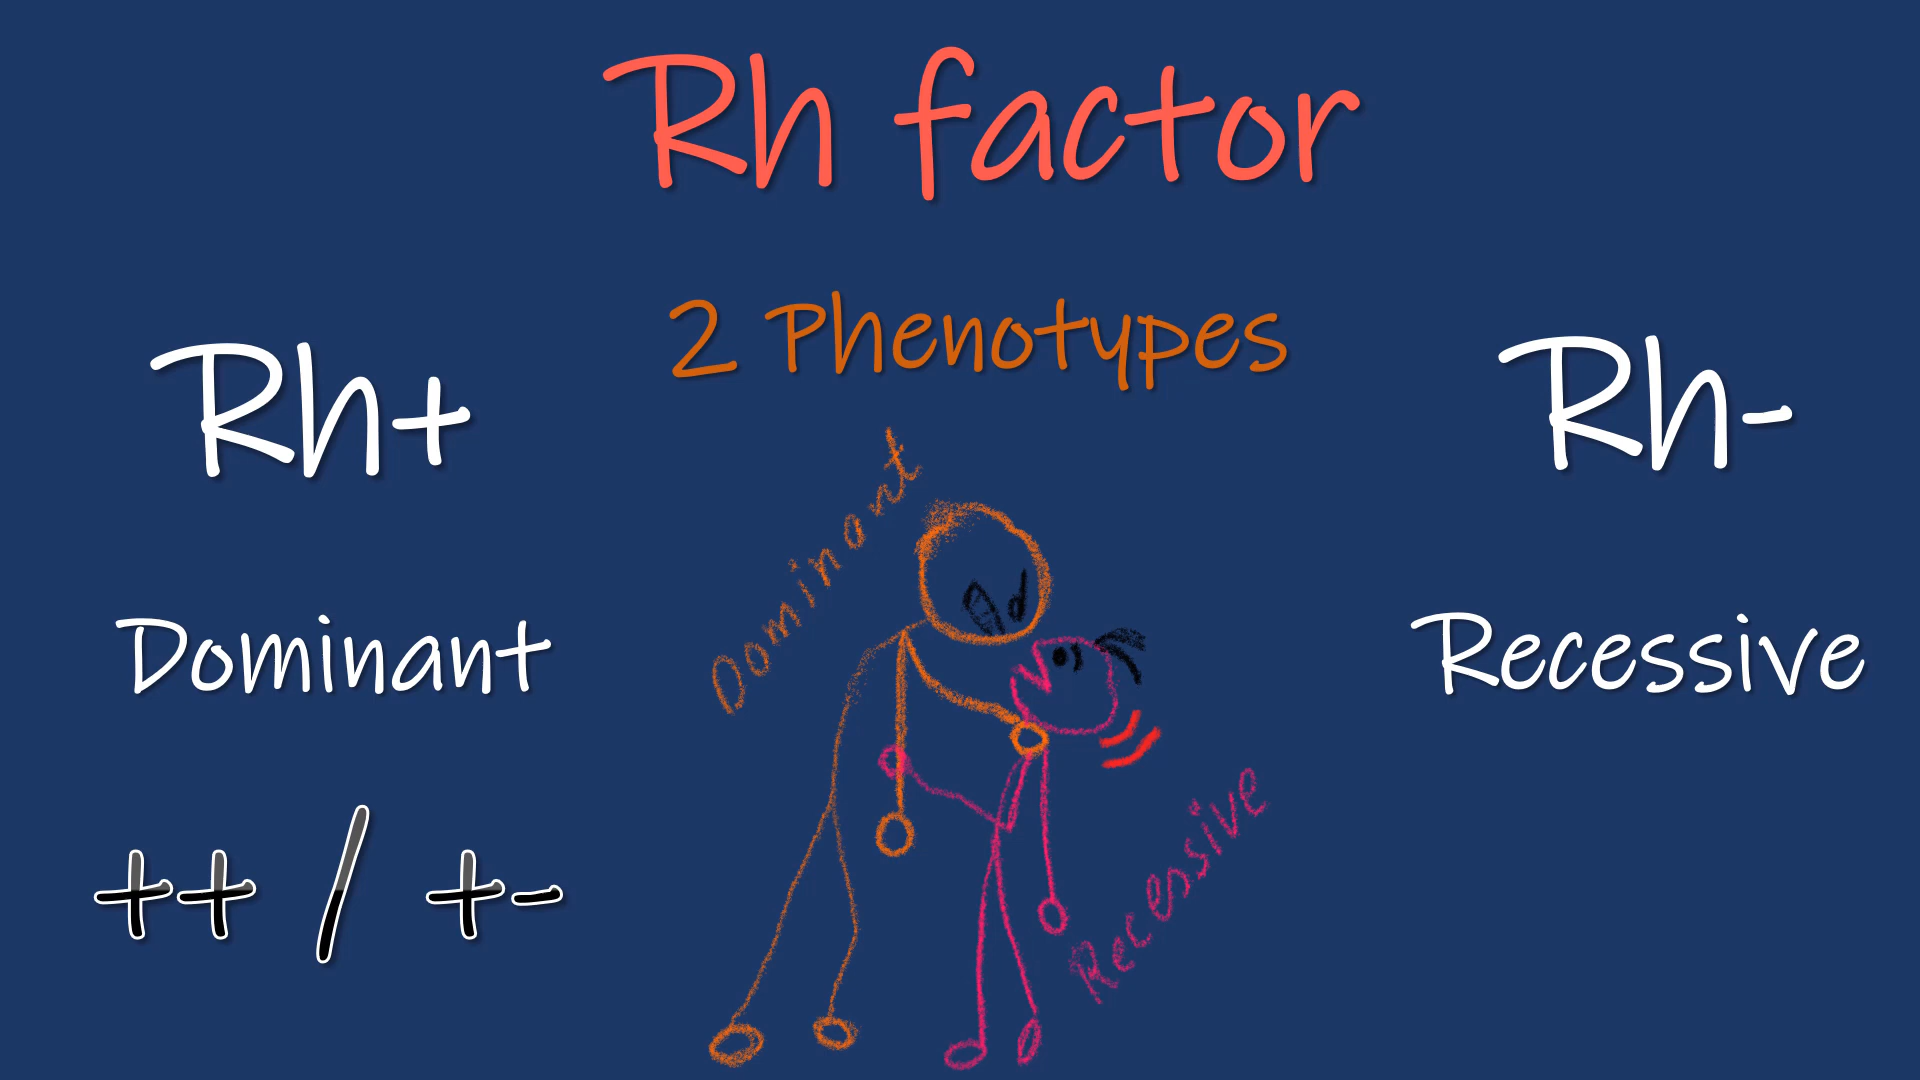 Rh factor
2 Phenotypes
Rh+
Rh-
Dominant
Dominant
Recessive
++ / +-
Recessive